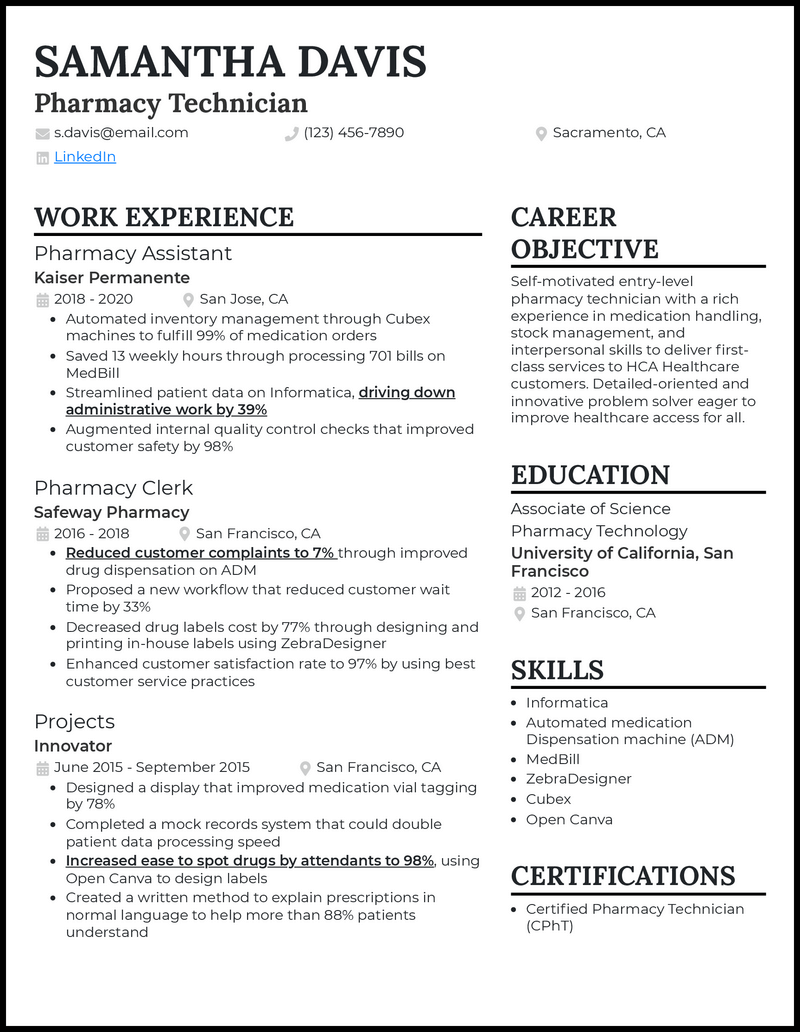 SAMANTHA DAVIS
Pharmacy Technician
s.davis@email.com
(123) 456-7890
Sacramento, CA
LinkedIn
WORK EXPERIENCE
Pharmacy Assistant
Kaiser Permanente
2018 - 2020
San Jose, CA
• Automated inventory management through Cubex
machines to fulfill 99% of medication orders
• Saved 13 weekly hours through processing 701 bills on
MedBill
• Streamlined patient data on Informatica, driving down
administrative work by 39%
• Augmented internal quality control checks that improved
customer safety by 98%
Pharmacy Clerk
Safeway Pharmacy
2016 - 2018
San Francisco, CA
• Reduced customer complaints to 7% through improved
drug dispensation on ADM
• Proposed a new workflow that reduced customer wait
time by 33%
• Decreased drug labels cost by 77% through designing and
printing in-house labels using ZebraDesigner
• Enhanced customer satisfaction rate to 97% by using best
customer service practices
Projects
Innovator
June 2015 - September 2015
San Francisco, CA
• Designed a display that improved medication vial tagging
by 78%
• Completed a mock records system that could double
patient data processing speed
• Increased ease to spot drugs by attendants to 98%, using
Open Canva to design labels
• Created a written method to explain prescriptions in
normal language to help more than 88% patients
understand
CAREER
OBJECTIVE
Self-motivated entry-level
pharmacy technician with a rich
experience in medication handling,
stock management, and
interpersonal skills to deliver first-
class services to HCA Healthcare
customers. Detailed-oriented and
innovative problem solver eager to
improve healthcare access for all.
EDUCATION
Associate of Science
Pharmacy Technology
University of California, San
Francisco
2012 - 2016
San Francisco, CA
SKILLS
• Informatica
• Automated medication
Dispensation machine (ADM)
• MedBill
• ZebraDesigner
• Cubex
• Open Canva
CERTIFICATIONS
• Certified Pharmacy Technician
(CPhT)